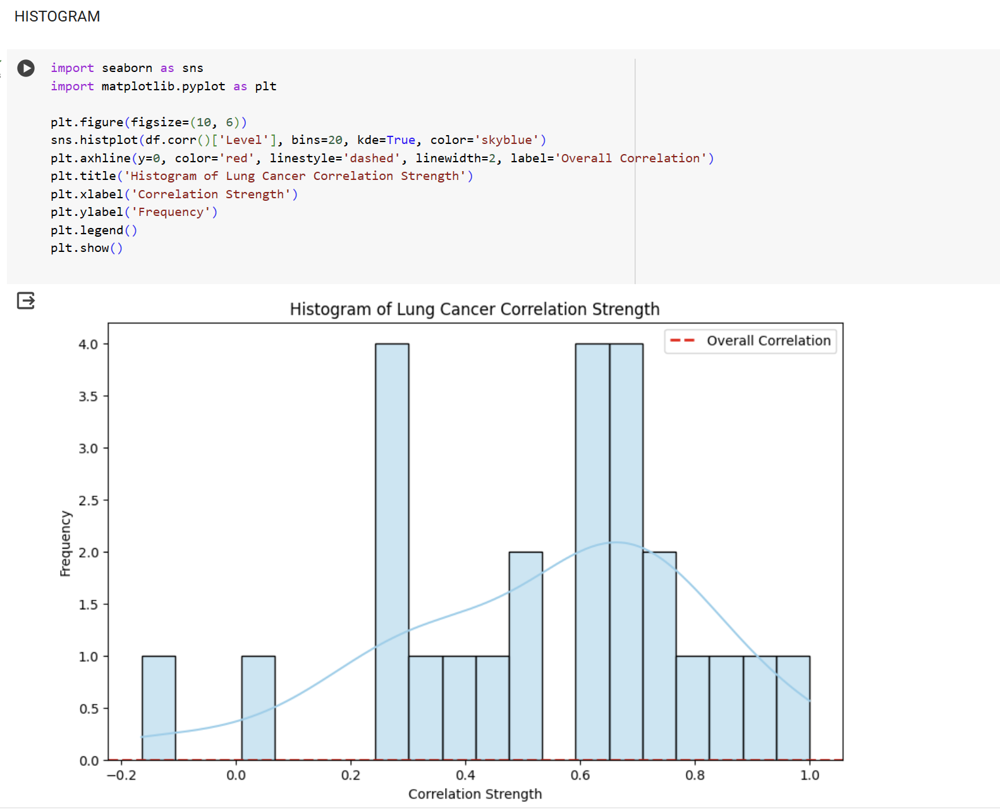 HISTOGRAM
import seaborn as sns
import matplotlib.pyplot as plt
plt.figure(figsize=(10, 6))
sns.histplot(df.corr()['Level'], bins=20, kde=True, color='skyblue')
plt.axhline(y=0, color='red', linestyle='dashed', linewidth=2, label='Overall Correlation')
plt.title('Histogram of Lung Cancer Correlation Strength')
plt.xlabel('Correlation Strength')
plt.ylabel('Frequency')
plt.legend()
plt.show()
Histogram of Lung Cancer Correlation Strength
Overall Correlation
4.0
3.5
3.0
2.5
2.0
1.5
1.0
0.5
0.0
Frequency
−0.2 0.0 0.2 0.4 0.6 0.8 1.0
Correlation Strength